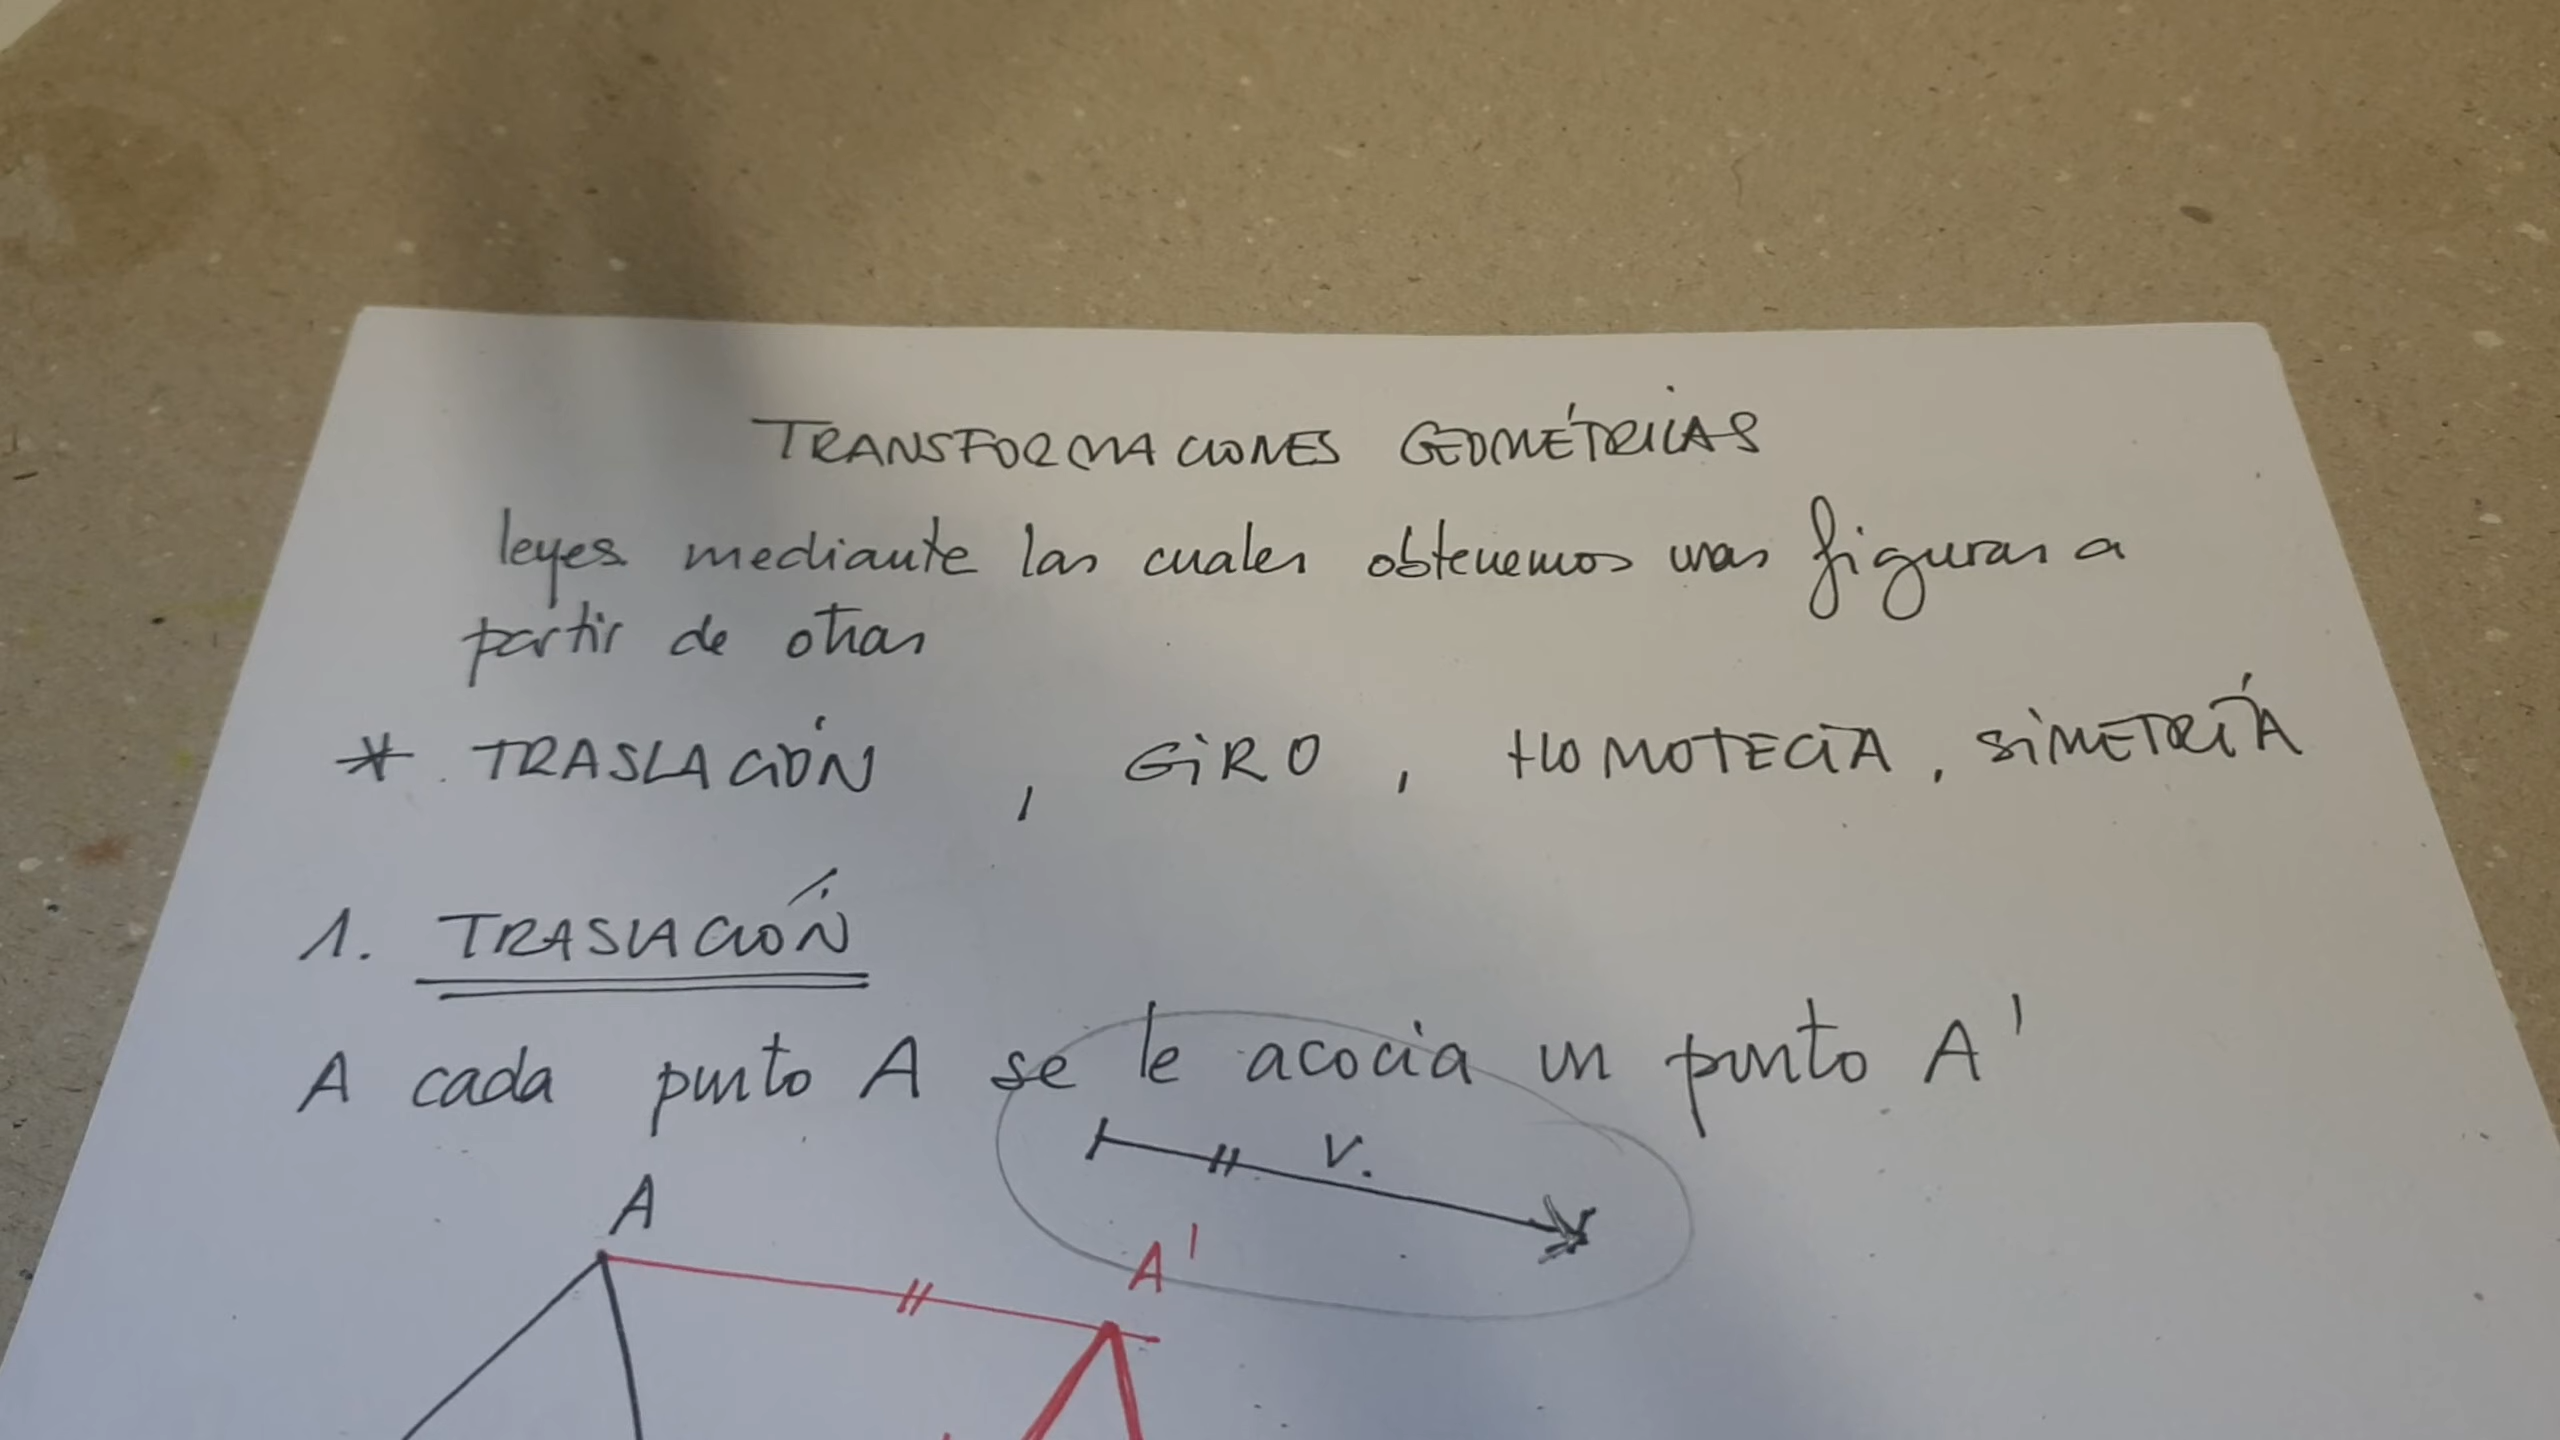 TRANSFORMACIONES GEOMÉTRICAS
leyes mediante las cuales obtenemos unas figuras a
partir de otras
* TRASLACIÓN , GIRO , HOMOTECIA , SIMETRÍA
1. TRASLACIÓN
A cada punto A se le acocia un punto A'
V.
A
A'